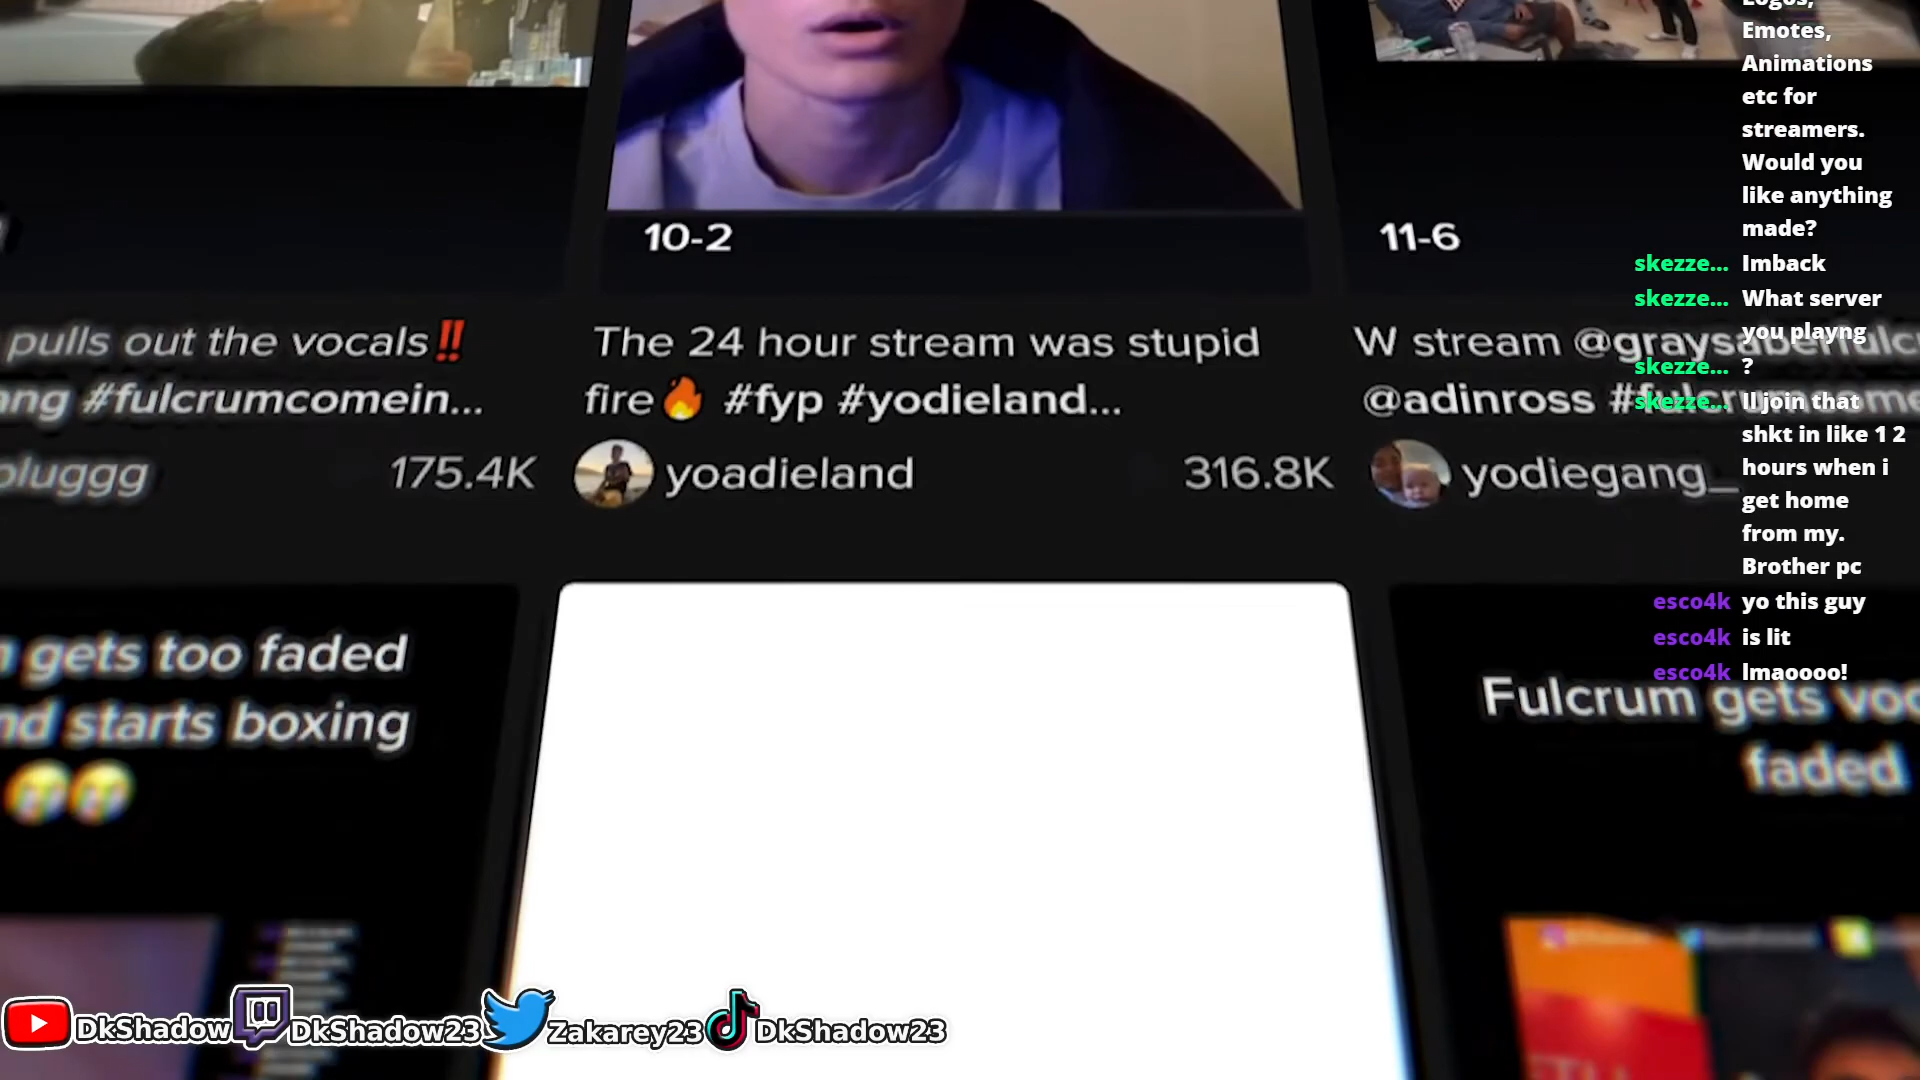 Logos,
Emotes,
Animations
etc for
streamers.
Would you
like anything
made?
skezze... Imback
skezze... What server
you playng
skezze... ?
skezze... ll join that
shkt in like 1 2
hours when i
get home
from my.
Brother pc
esco4k yo this guy
esco4k is lit
esco4k lmaoooo!
10-2
11-6
pulls out the vocals‼
#fulcrumcomein...
pluggg 175.4K
The 24 hour stream was stupid
fire🔥 #fyp #yodieland...
yoadieland 316.8K
W stream @graysaberfulc
@adinross
yodiegang_
gets too faded
starts boxing
😭😭
Fulcrum gets
faded
DkShadow DkShadow23 Zakarey23 DkShadow23